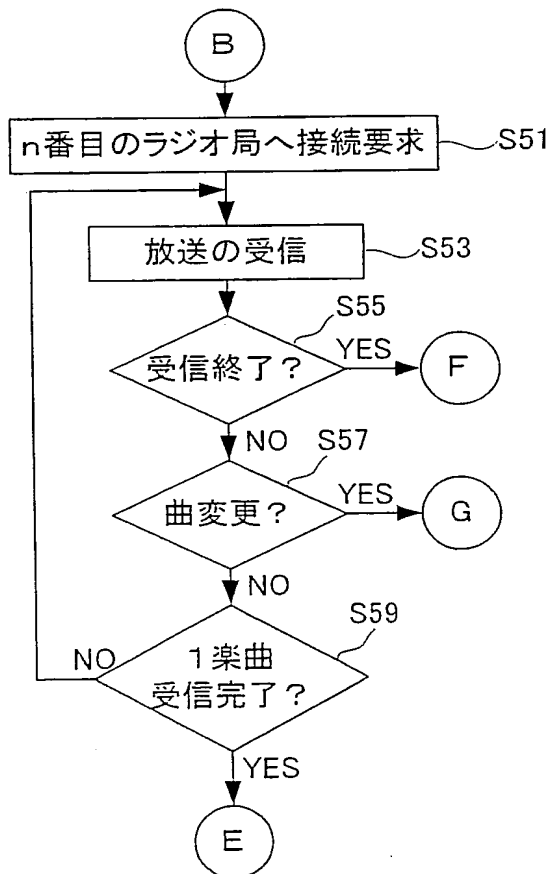 B
n番目のラジオ局へ接続要求
S51
放送の受信
S53
S55
受信終了？
YES
F
NO
S57
曲変更？
YES
G
NO
S59
１楽曲
受信完了？
NO
YES
E